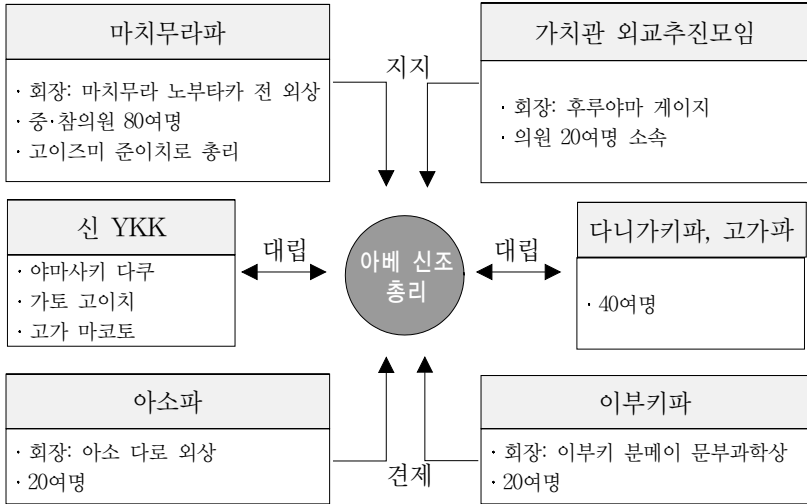 마치무라파
· 회장: 마치무라 노부타카 전 외상
· 중·참의원 80여명
· 고이즈미 준이치로 총리
지지
가치관 외교추진모임
· 회장: 후루야마 게이지
· 의원 20여명 소속
신 YKK
· 야마사키 다쿠
· 가토 고이치
· 고가 마코토
대립
아베 신조
총리
대립
다니가키파, 고가파
· 40여명
아소파
· 회장: 아소 다로 외상
· 20여명
견제
이부키파
· 회장: 이부키 분메이 문부과학상
· 20여명